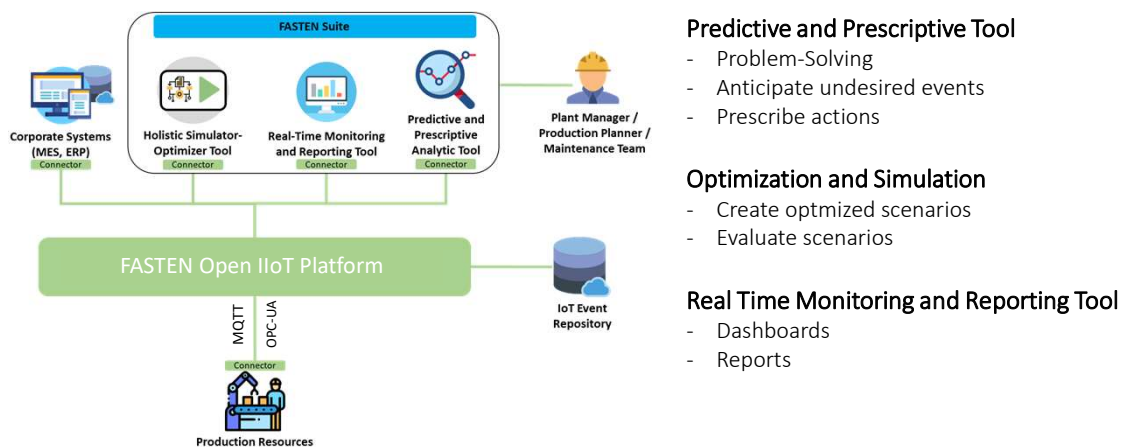 FASTEN Suite
Corporate Systems
(MES, ERP)
Connector
Holistic Simulator-
Optimizer Tool
Connector
Real-Time Monitoring
and Reporting Tool
Connector
Predictive and
Prescriptive
Analytic Tool
Connector
Plant Manager /
Production Planner /
Maintenance Team
FASTEN Open IIoT Platform
IoT Event
Repository
MQTT
OPC-UA
Connector
Production Resources
Predictive and Prescriptive Tool
- Problem-Solving
- Anticipate undesired events
- Prescribe actions
Optimization and Simulation
- Create optmized scenarios
- Evaluate scenarios
Real Time Monitoring and Reporting Tool
- Dashboards
- Reports